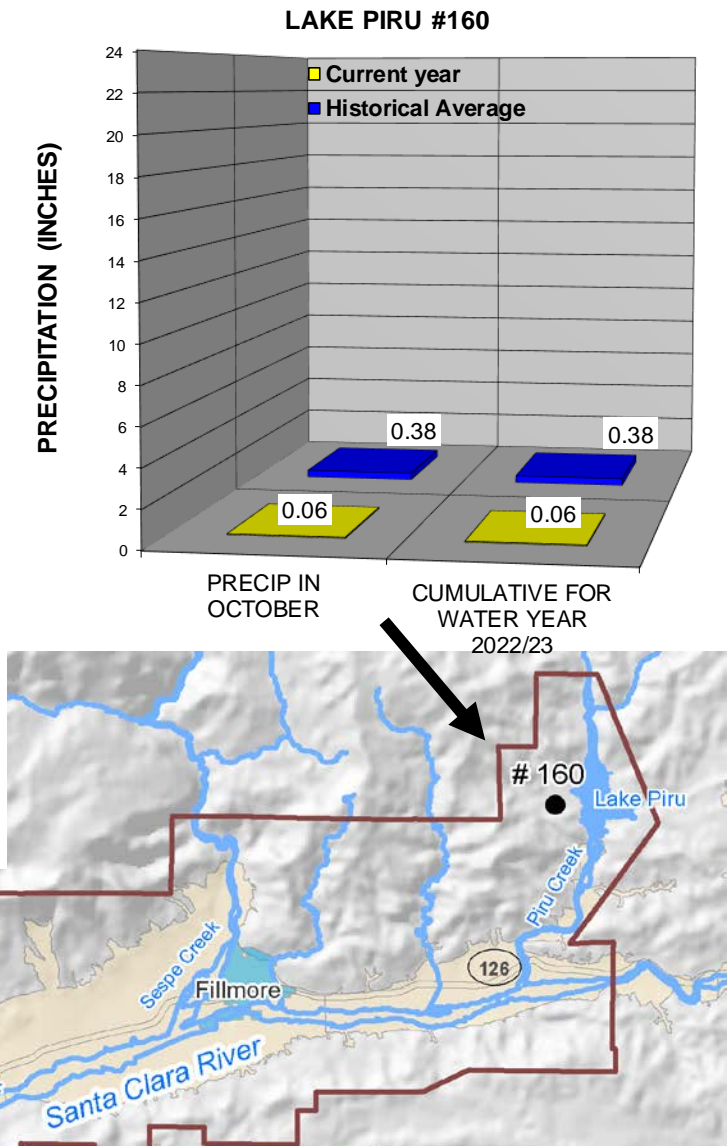 LAKE PIRU #160
24
22
20
18
16
14
12
10
8
6
4
2
0
PRECIPITATION (INCHES)
Current year
Historical Average
0.38
0.38
0.06
0.06
PRECIP IN
OCTOBER
CUMULATIVE FOR
WATER YEAR
2022/23
# 160
Lake Piru
Piru Creek
Sespe Creek
126
Fillmore
Santa Clara River